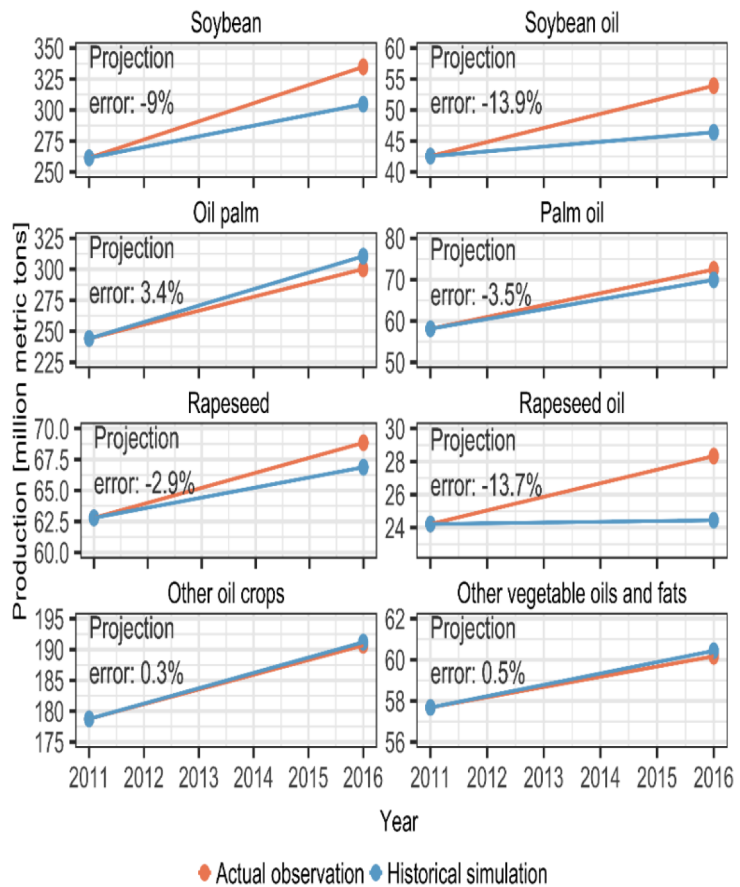 Soybean
Soybean oil
350
325
300
275
250
Projection
error: -9%
60
55
50
45
40
Projection
error: -13.9%
Oil palm
Palm oil
325
300
275
250
225
Projection
error: 3.4%
80
70
60
50
Projection
error: -3.5%
Rapeseed
Rapeseed oil
70.0
67.5
65.0
62.5
60.0
Projection
error: -2.9%
30
28
26
24
Projection
error: -13.7%
Other oil crops
Other vegetable oils and fats
195
190
185
180
175
Projection
error: 0.3%
62
60
58
56
Projection
error: 0.5%
2011 2012 2013 2014 2015 2016
2011 2012 2013 2014 2015 2016
Production [million metric tons]
Year
Actual observation Historical simulation